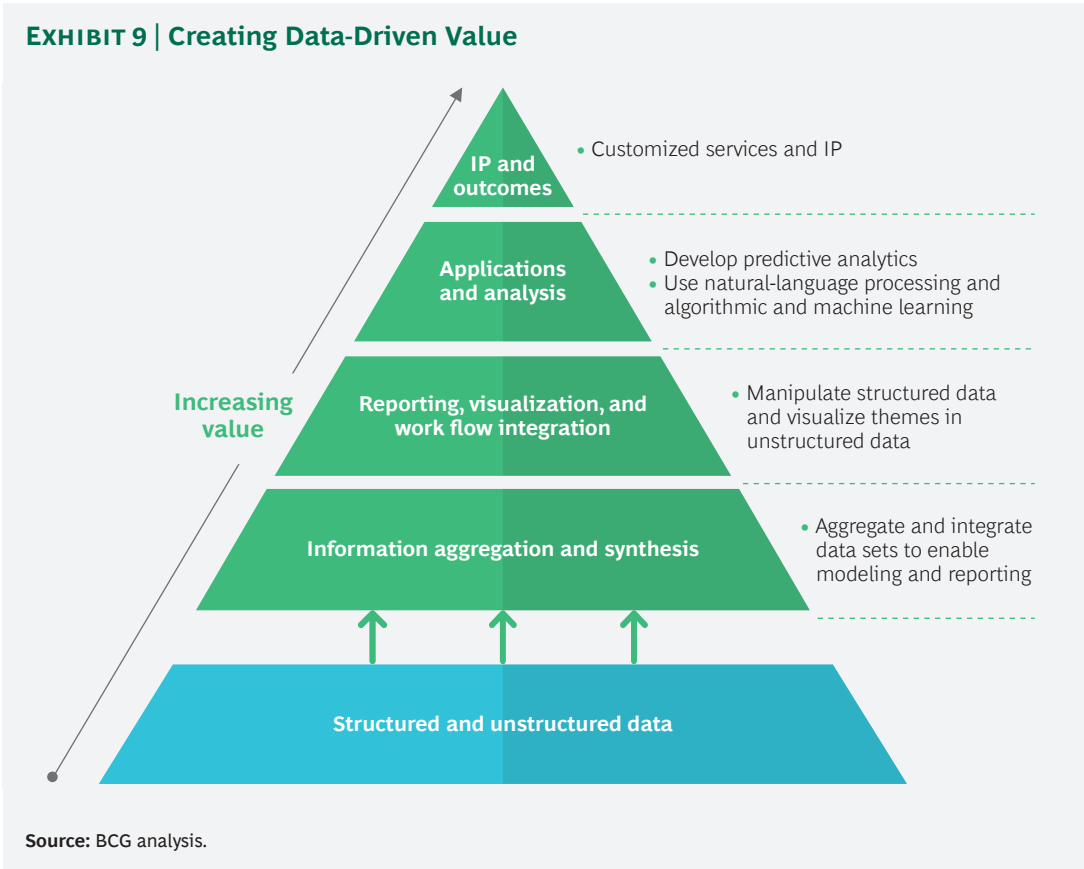 EXHIBIT 9 | Creating Data-Driven Value
IP and
outcomes
• Customized services and IP
Applications
and analysis
• Develop predictive analytics
• Use natural-language processing and
algorithmic and machine learning
Increasing
value
Reporting, visualization, and
work flow integration
• Manipulate structured data
and visualize themes in
unstructured data
Information aggregation and synthesis
• Aggregate and integrate
data sets to enable
modeling and reporting
Structured and unstructured data
Source: BCG analysis.